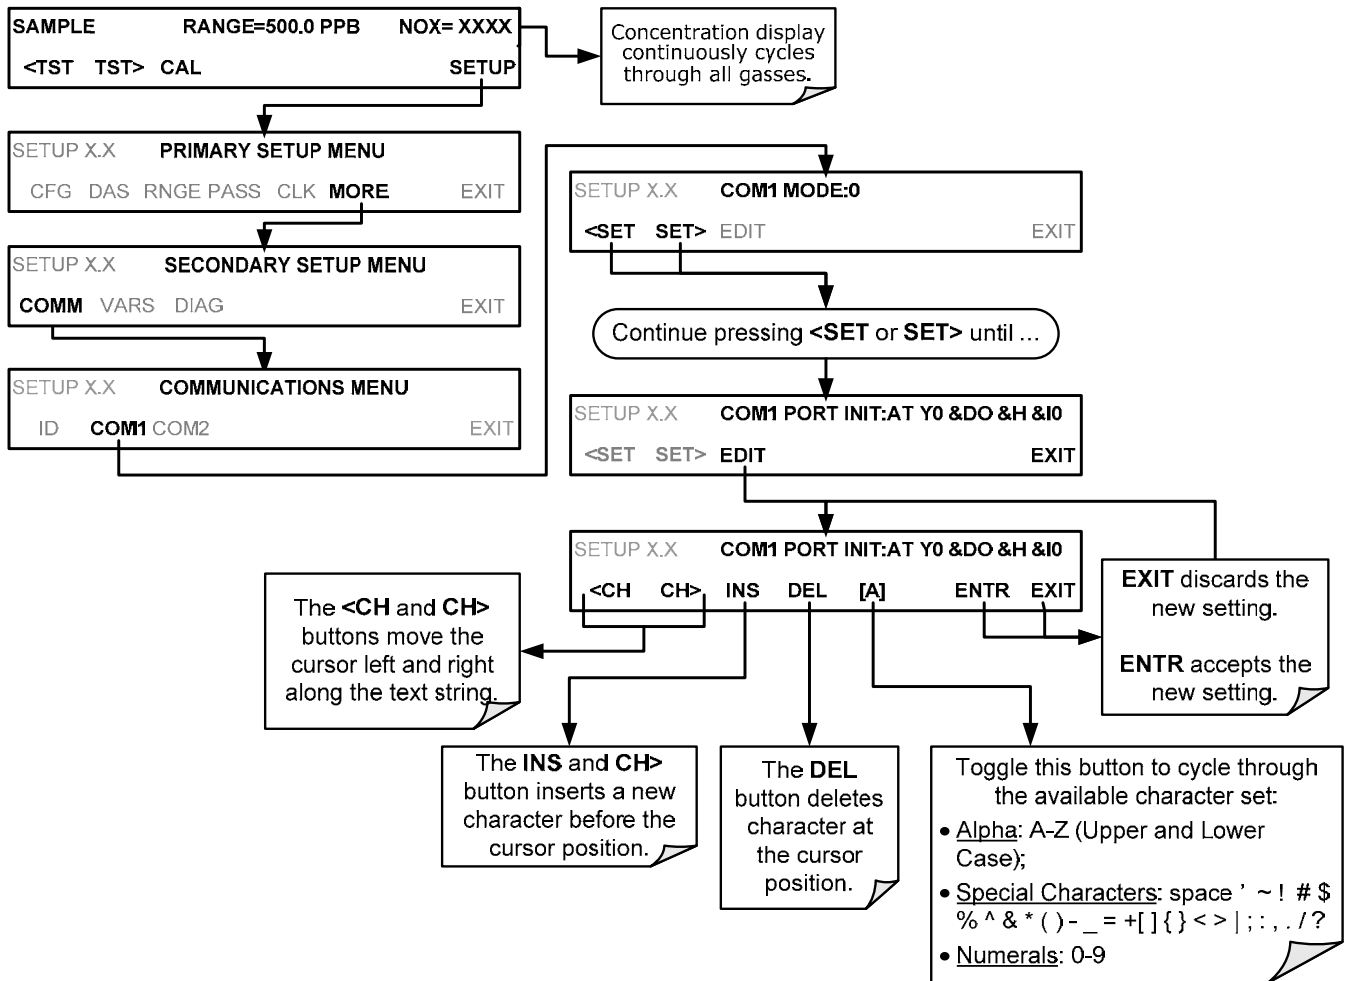 SAMPLE RANGE=500.0 PPB NOX= XXXX
<TST TST> CAL SETUP
Concentration display
continuously cycles
through all gasses.
SETUP X.X PRIMARY SETUP MENU
CFG DAS RNGE PASS CLK MORE EXIT
SETUP X.X SECONDARY SETUP MENU
COMM VARS DIAG EXIT
SETUP X.X COMMUNICATIONS MENU
ID COM1 COM2 EXIT
SETUP X.X COM1 MODE:0
<SET SET> EDIT EXIT
Continue pressing <SET or SET> until ...
SETUP X.X COM1 PORT INIT:AT Y0 &DO &H &I0
<SET SET> EDIT EXIT
SETUP X.X COM1 PORT INIT:AT Y0 &DO &H &I0
<CH CH> INS DEL [A] ENTR EXIT
The <CH and CH>
buttons move the
cursor left and right
along the text string.
EXIT discards the
new setting.
ENTR accepts the
new setting.
The INS and CH>
button inserts a new
character before the
cursor position.
The DEL
button deletes
character at
the cursor
position.
Toggle this button to cycle through
the available character set:
• Alpha: A-Z (Upper and Lower
Case);
• Special Characters: space ’ ~ ! # $
% ^ & * ( ) - _ = +[ ] { } < > | ; : , . / ?
• Numerals: 0-9